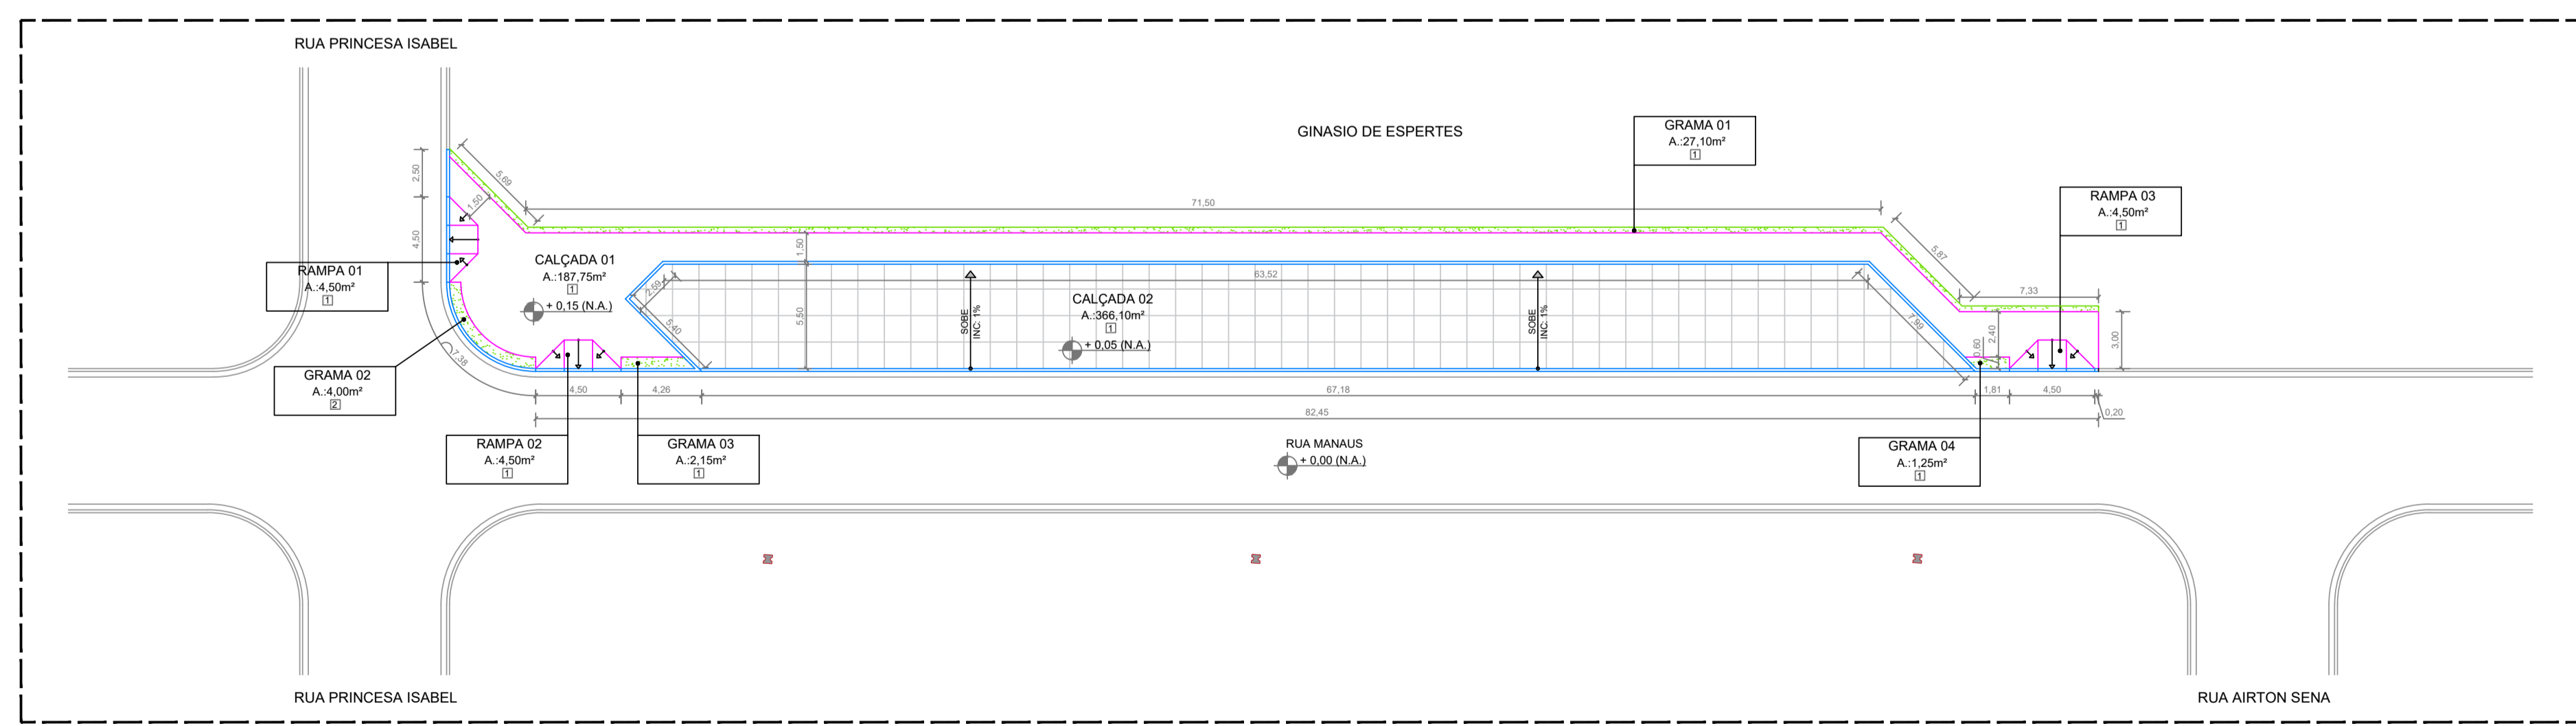 RUA PRINCESA ISABEL
GINASIO DE ESPERTES
GRAMA 01
A.:27,10m²
1
RAMPA 03
A.:4,50m²
1
2,50
5,69
1,50
4,50
71,50
5,87
7,33
RAMPA 01
A.:4,50m²
1
CALÇADA 01
A.:187,75m²
1
+ 0,15 (N.A.)
1,50
5,50
2,59
5,40
63,52
SOBE
INC. 1%
CALÇADA 02
A.:366,10m²
1
+ 0,05 (N.A.)
SOBE
INC. 1%
7,99
0,60
2,40
3,00
7,38
GRAMA 02
A.:4,00m²
2
4,50
4,26
67,18
1,81
4,50
82,45
0,20
RAMPA 02
A.:4,50m²
1
GRAMA 03
A.:2,15m²
1
RUA MANAUS
+ 0,00 (N.A.)
GRAMA 04
A.:1,25m²
1
RUA PRINCESA ISABEL
RUA AIRTON SENA